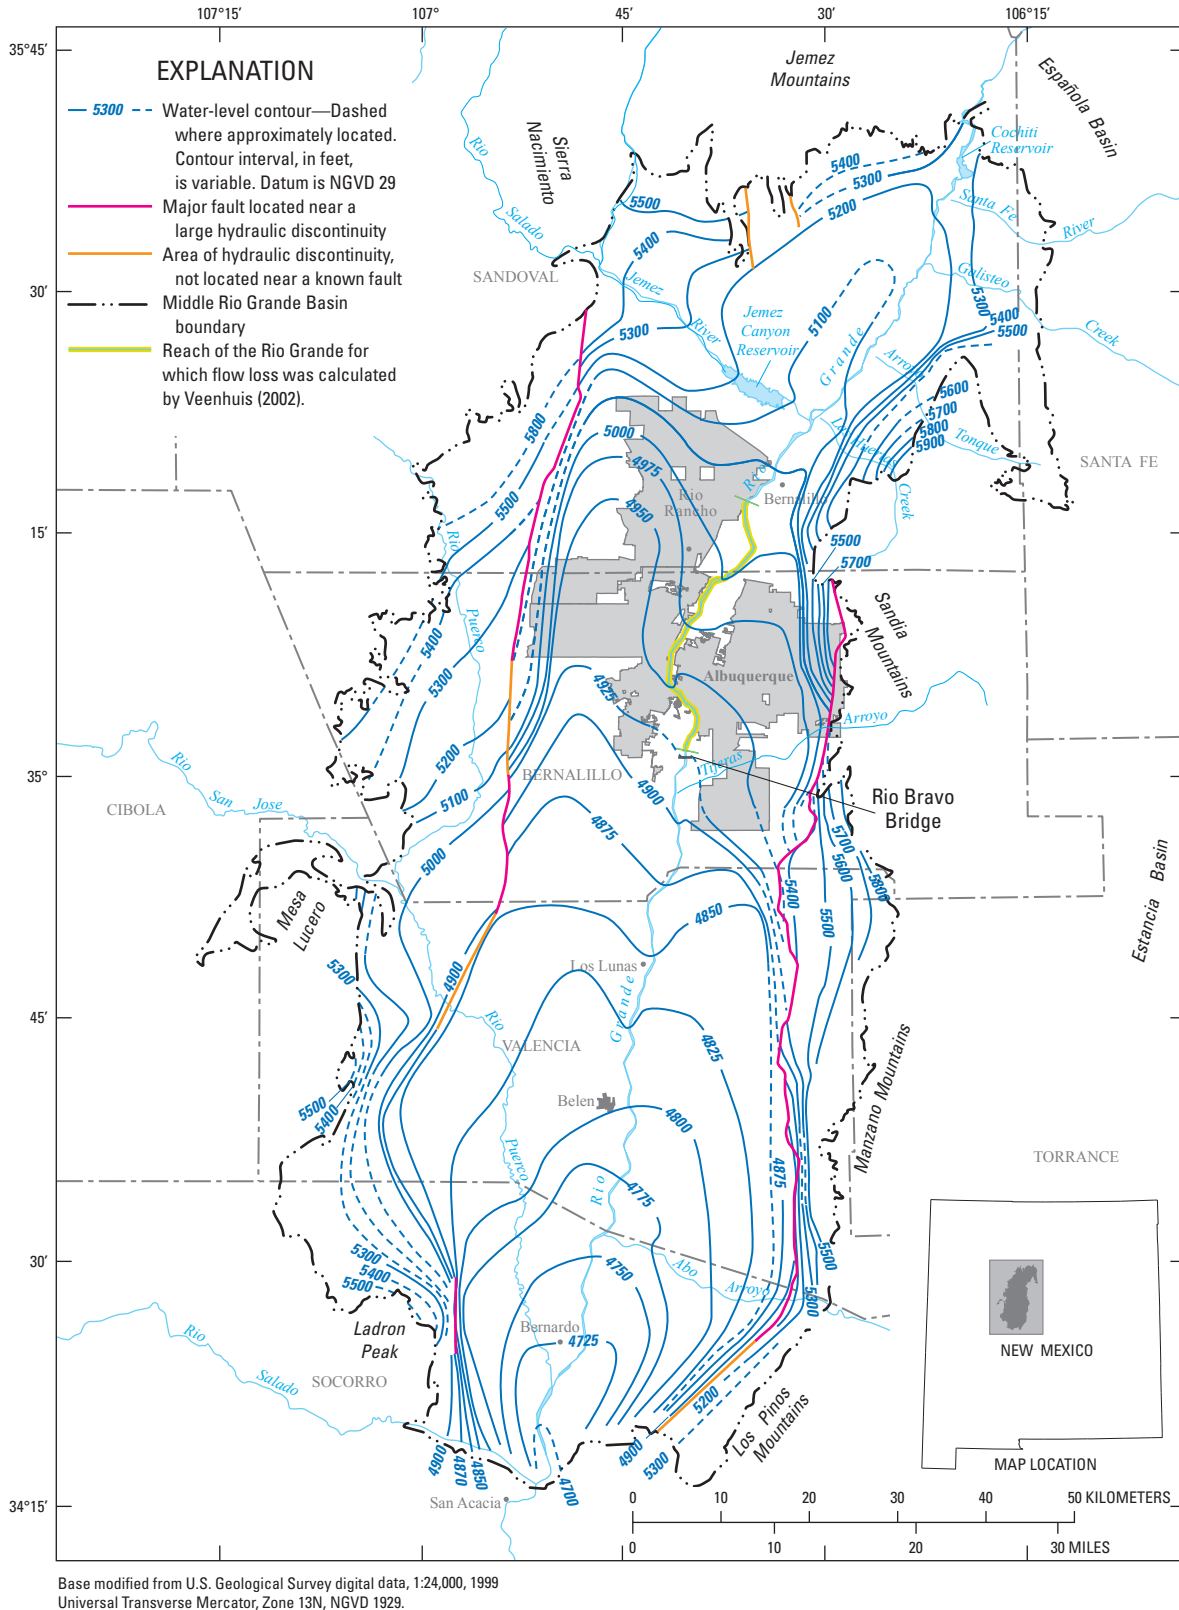 107°15′
107°
45′
30′
106°15′
35°45′
30′
15′
35°
45′
30′
34°15′
EXPLANATION
5300
Water-level contour—Dashed
where approximately located.
Contour interval, in feet,
is variable. Datum is NGVD 29
Major fault located near a
large hydraulic discontinuity
Area of hydraulic discontinuity,
not located near a known fault
Middle Rio Grande Basin
boundary
Reach of the Rio Grande for
which flow loss was calculated
by Veenhuis (2002).
Jemez
Mountains
Española Basin
Sierra
Nacimiento
Rio
Salado
Cochiti
Reservoir
Santa Fe
River
Galisteo
Creek
SANDOVAL
Jemez
River
Jemez
Canyon
Reservoir
Rio
Grande
Arroyo
Tonque
Las Huertas
Creek
SANTA FE
5400
5300
5200
5500
5400
5300
5100
5300
5400
5500
5600
5700
5800
5900
5800
5500
5000
4975
4950
Rio
Rancho
Bernalillo
5500
5700
Sandia
Mountains
Rio
Puerco
5400
5300
5200
5100
5000
4925
4900
4875
Albuquerque
Tijeras
Arroyo
BERNALILLO
Rio Bravo
Bridge
CIBOLA
Rio
San
Jose
Mesa
Lucero
5700
5600
5800
5400
5500
Estancia Basin
4850
4900
Los Lunas
Grande
5300
Rio
VALENCIA
4825
Manzano Mountains
5500
5400
Belen
4800
Puerco
4875
Rio
4775
TORRANCE
5300
5400
5500
4750
Abo
Arroyo
5500
5300
Ladron
Peak
Bernardo
4725
Rio
Salado
SOCORRO
5200
4900
5300
Los Pinos
Mountains
4900
4870
4850
4700
San Acacia
NEW MEXICO
MAP LOCATION
0 10 20 30 40 50 KILOMETERS
0 10 20 30 MILES
Base modified from U.S. Geological Survey digital data, 1:24,000, 1999
Universal Transverse Mercator, Zone 13N, NGVD 1929.